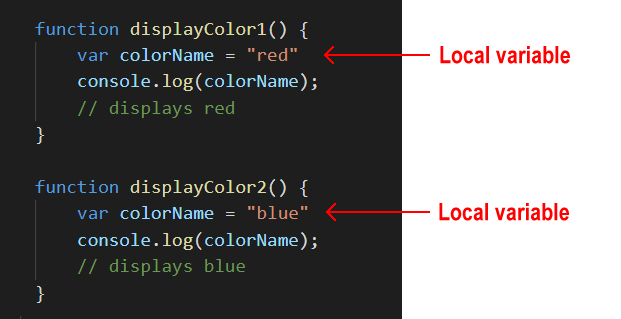 function displayColor1() {
var colorName = "red"
Local variable
console.log(colorName);
// displays red
}
function displayColor2() {
var colorName = "blue"
Local variable
console.log(colorName);
// displays blue
}